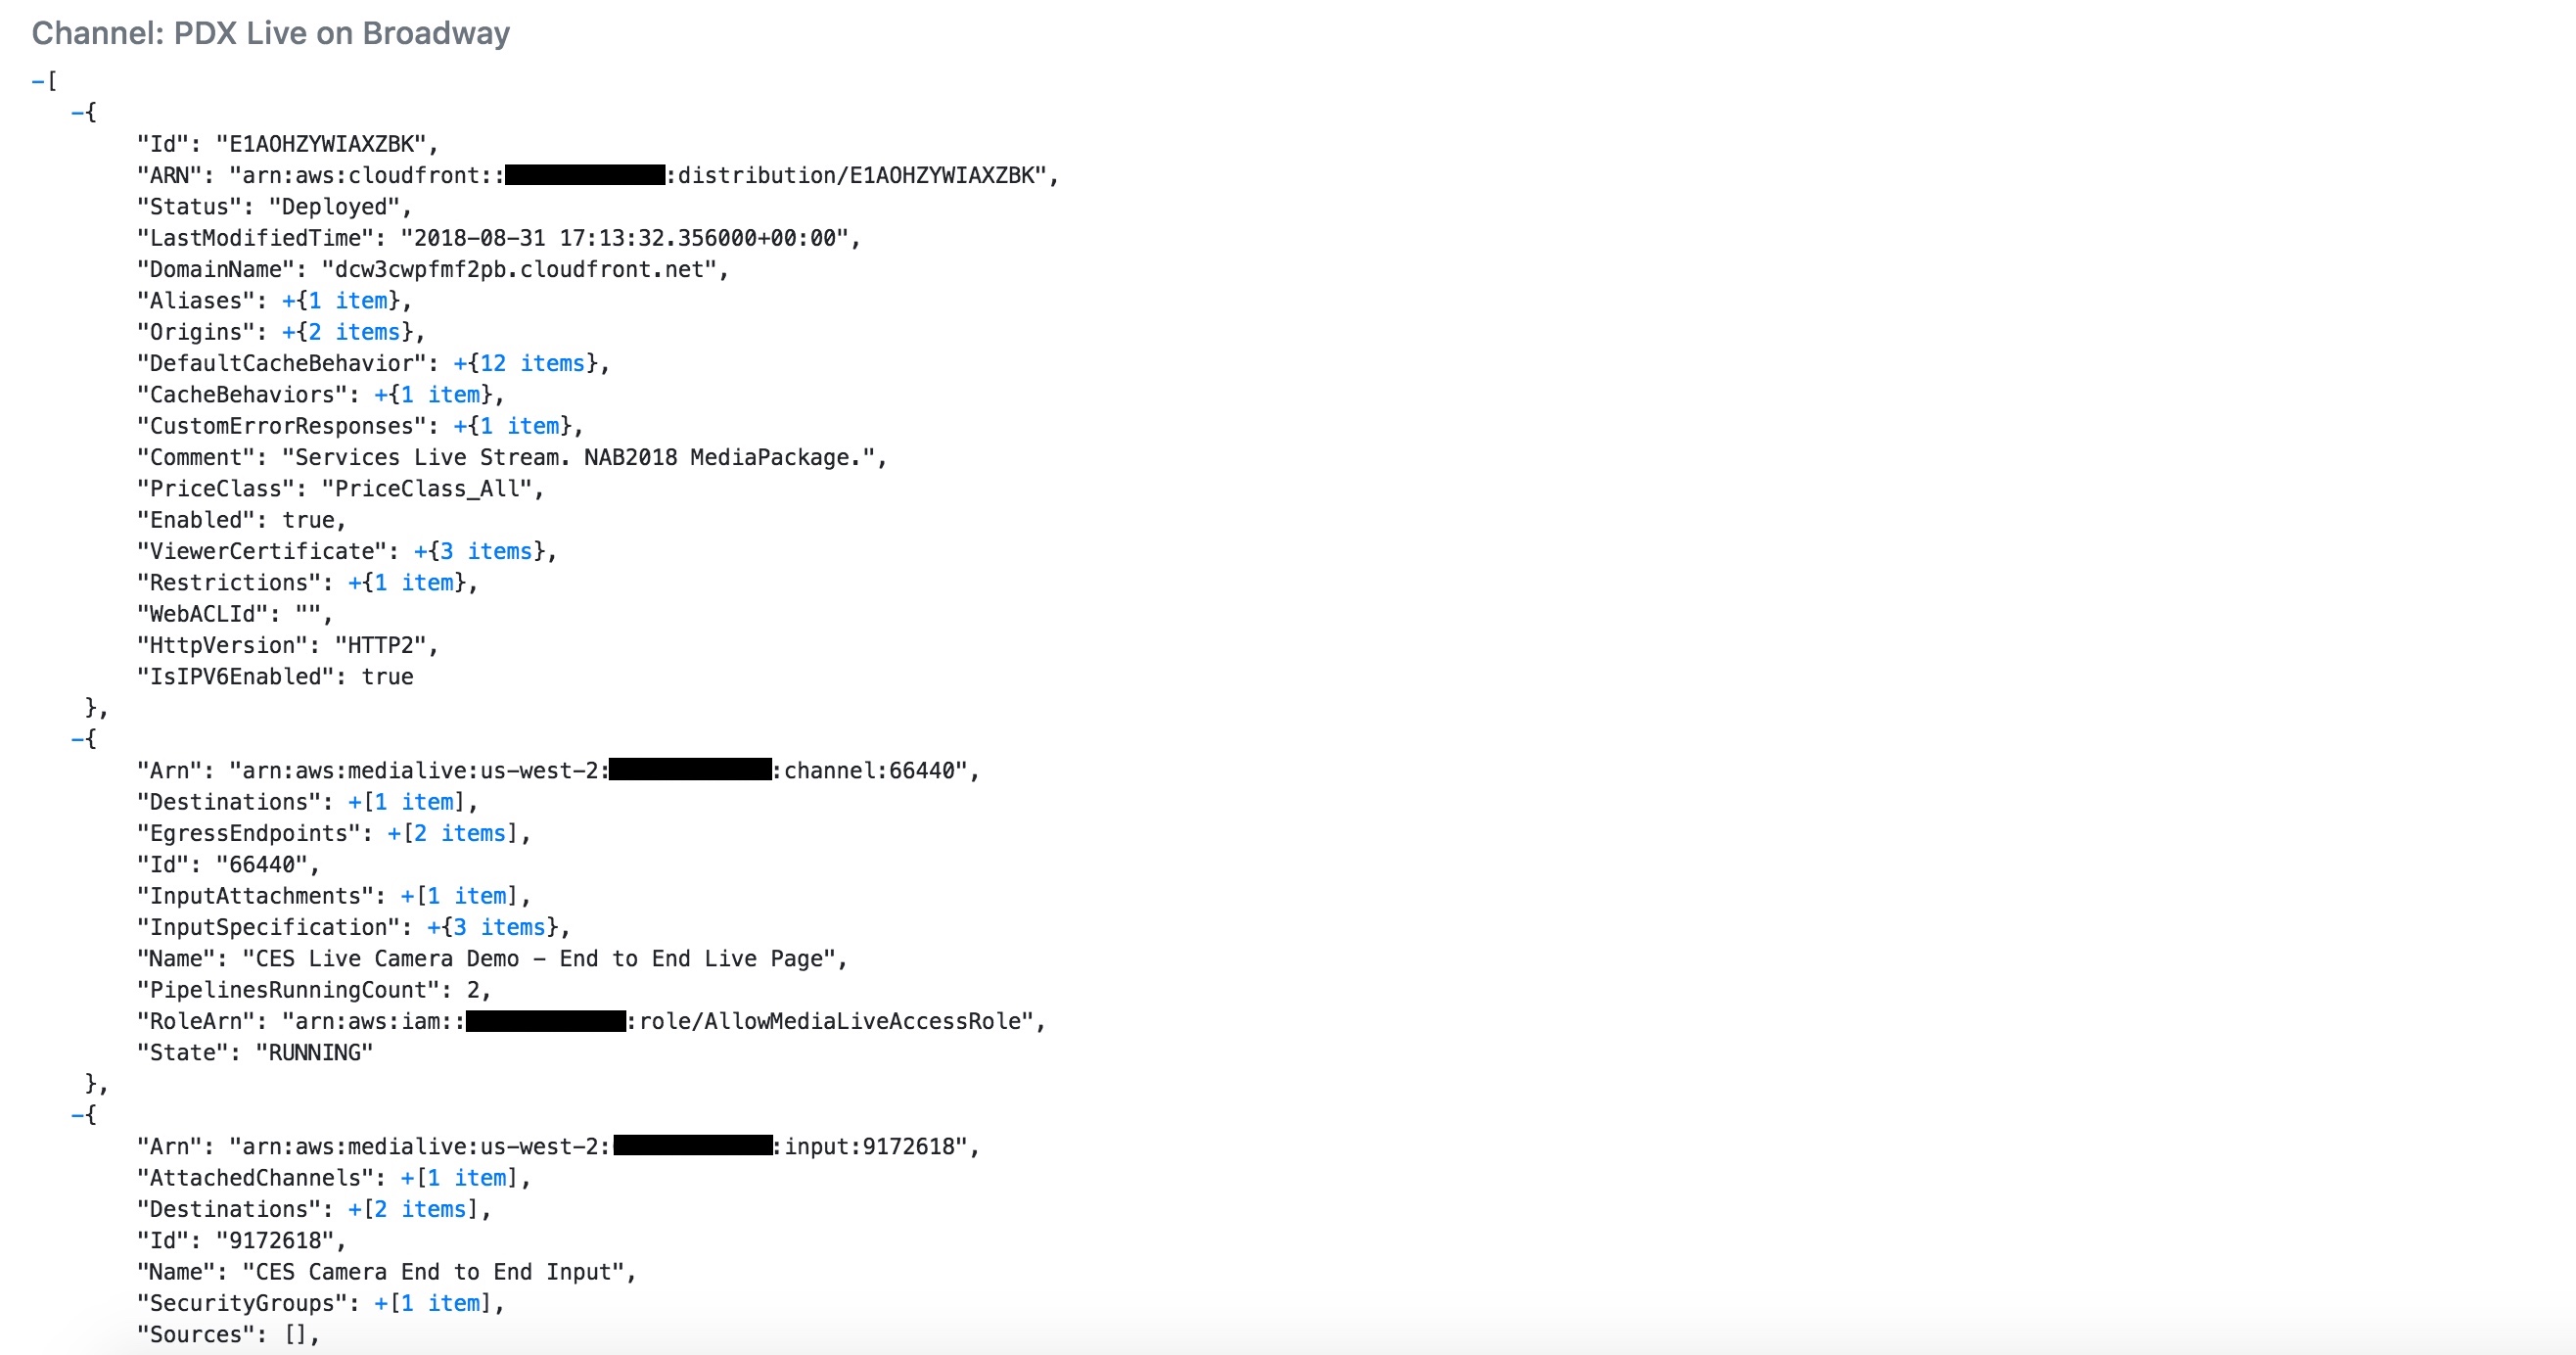 Channel: PDX Live on Broadway
−[
−{
"Id": "E1AOHZYWIAXZBK",
"ARN": "arn:aws:cloudfront:::distribution/E1AOHZYWIAXZBK",
"Status": "Deployed",
"LastModifiedTime": "2018−08−31 17:13:32.356000+00:00",
"DomainName": "dcw3cwpfmf2pb.cloudfront.net",
"Aliases": +{1 item},
"Origins": +{2 items},
"DefaultCacheBehavior": +{12 items},
"CacheBehaviors": +{1 item},
"CustomErrorResponses": +{1 item},
"Comment": "Services Live Stream. NAB2018 MediaPackage.",
"PriceClass": "PriceClass_All",
"Enabled": true,
"ViewerCertificate": +{3 items},
"Restrictions": +{1 item},
"WebACLId": "",
"HttpVersion": "HTTP2",
"IsIPV6Enabled": true
},
−{
"Arn": "arn:aws:medialive:us−west−2::channel:66440",
"Destinations": +[1 item],
"EgressEndpoints": +[2 items],
"Id": "66440",
"InputAttachments": +[1 item],
"InputSpecification": +{3 items},
"Name": "CES Live Camera Demo − End to End Live Page",
"PipelinesRunningCount": 2,
"RoleArn": "arn:aws:iam:::role/AllowMediaLiveAccessRole",
"State": "RUNNING"
},
−{
"Arn": "arn:aws:medialive:us−west−2::input:9172618",
"AttachedChannels": +[1 item],
"Destinations": +[2 items],
"Id": "9172618",
"Name": "CES Camera End to End Input",
"SecurityGroups": +[1 item],
"Sources": [],